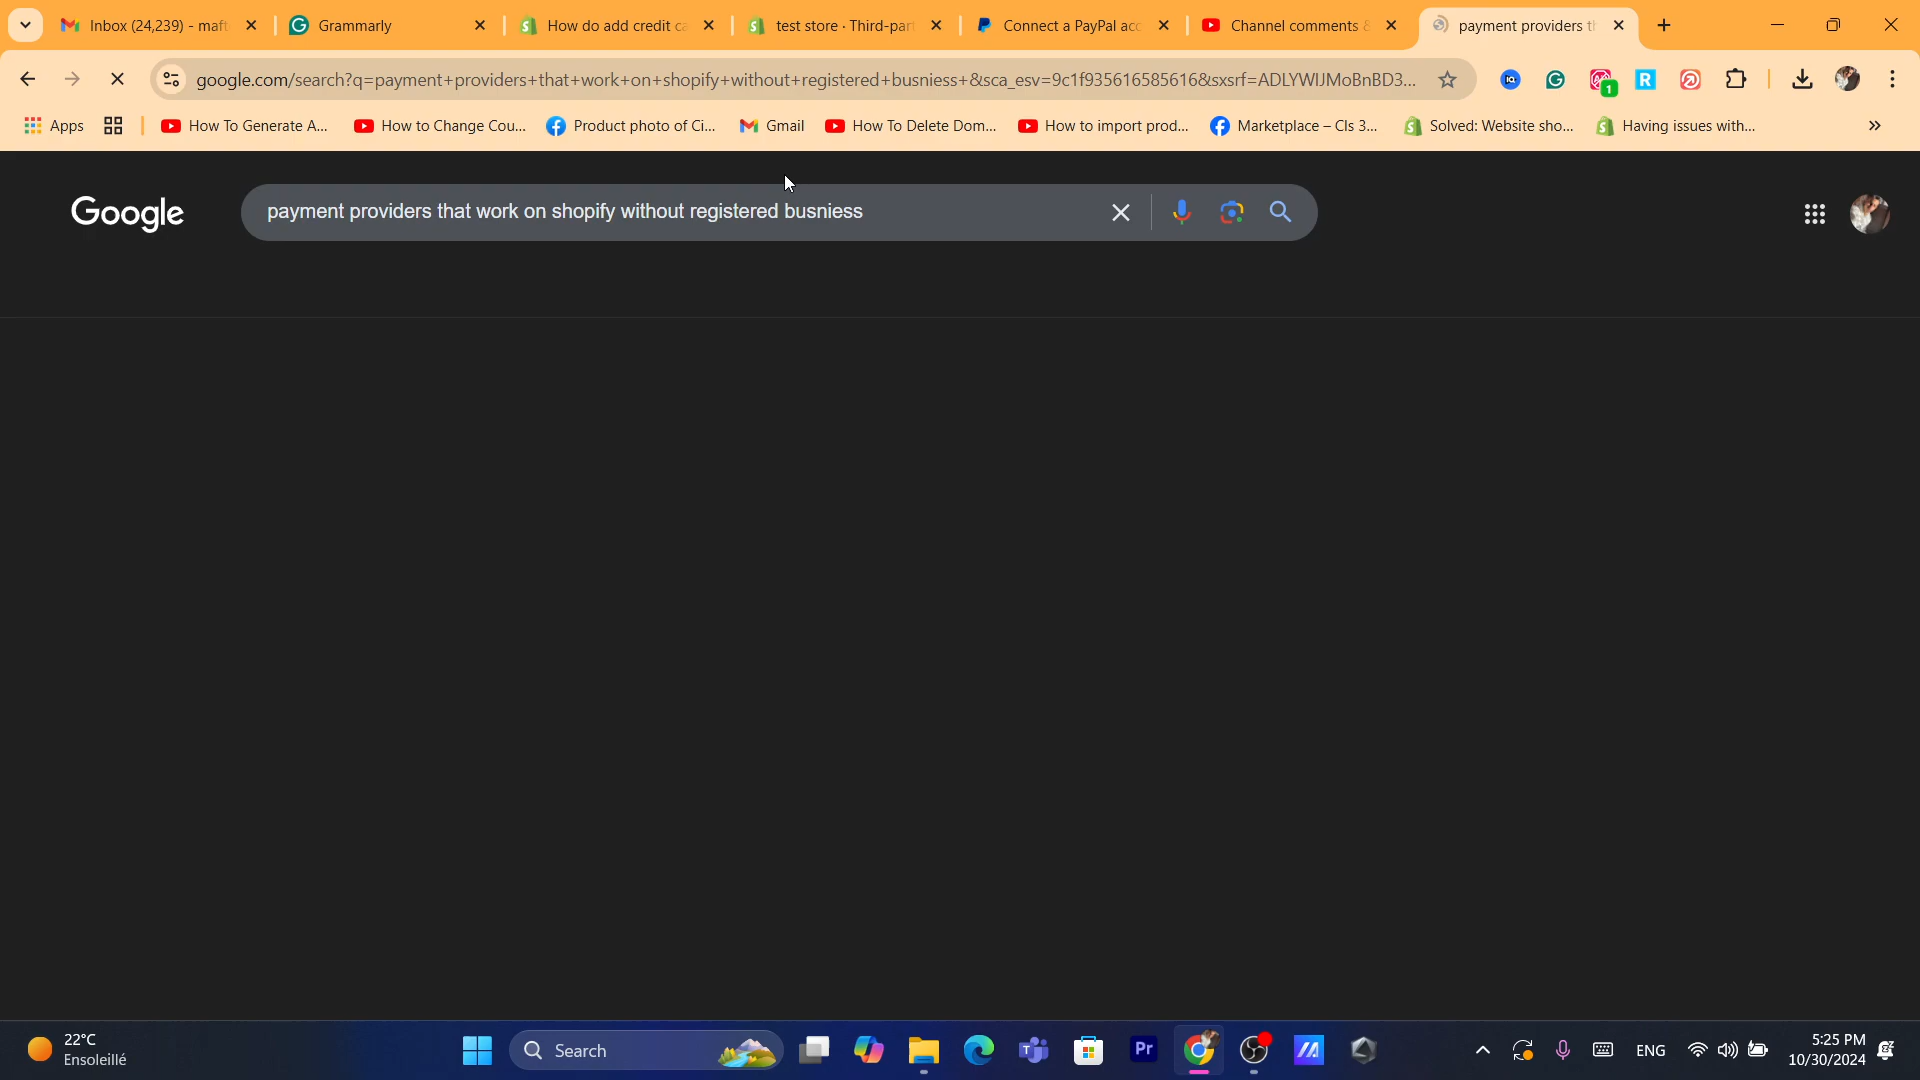 Inbox (24,239) - maft
Grammarly
How do add credit ca
test store · Third-part
Connect a PayPal acc
Channel comments &
payment providers th
google.com/search?q=payment+providers+that+work+on+shopify+without+registered+busniess+&sca_esv=9c1f935616585616&sxsrf=ADLYWIJMoBnBD3...
1
Apps
How To Generate A...
How to Change Cou...
Product photo of Ci...
Gmail
How To Delete Dom...
How to import prod...
Marketplace – Cls 3...
Solved: Website sho...
Having issues with...
Google
payment providers that work on shopify without registered busniess
22°C
Ensoleillé
Search
Pr
ENG
5:25 PM
10/30/2024